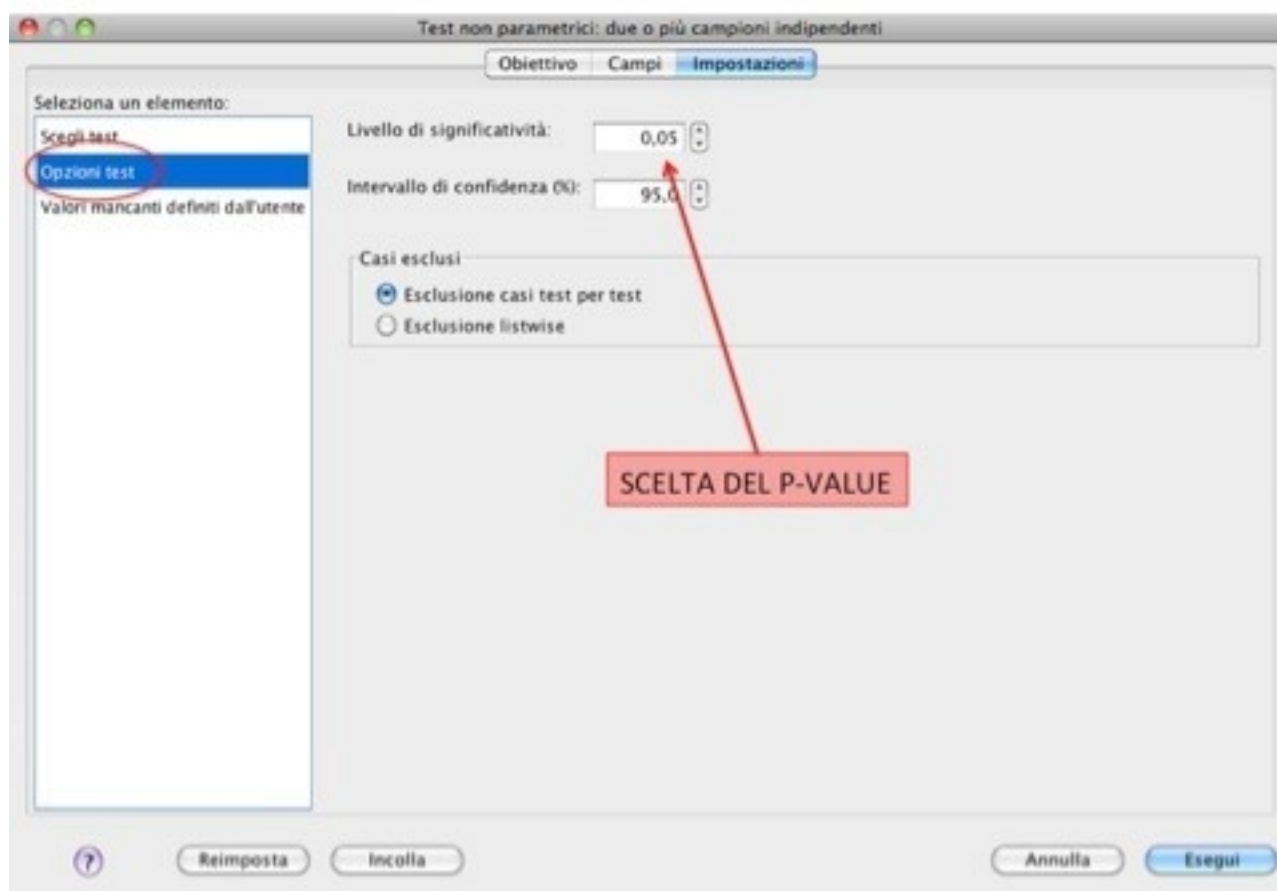 Test non parametrici: due o più campioni indipendenti
Obiettivo Campi Impostazioni
Seleziona un elemento:
Scegli test
Opzioni test
Valori mancanti definiti dall'utente
Livello di significatività: 0,05
Intervallo di confidenza (%): 95,0
Casi esclusi
Esclusione casi test per test
Esclusione listwise
SCELTA DEL P-VALUE
? Reimposta Incolla Annulla Esegui